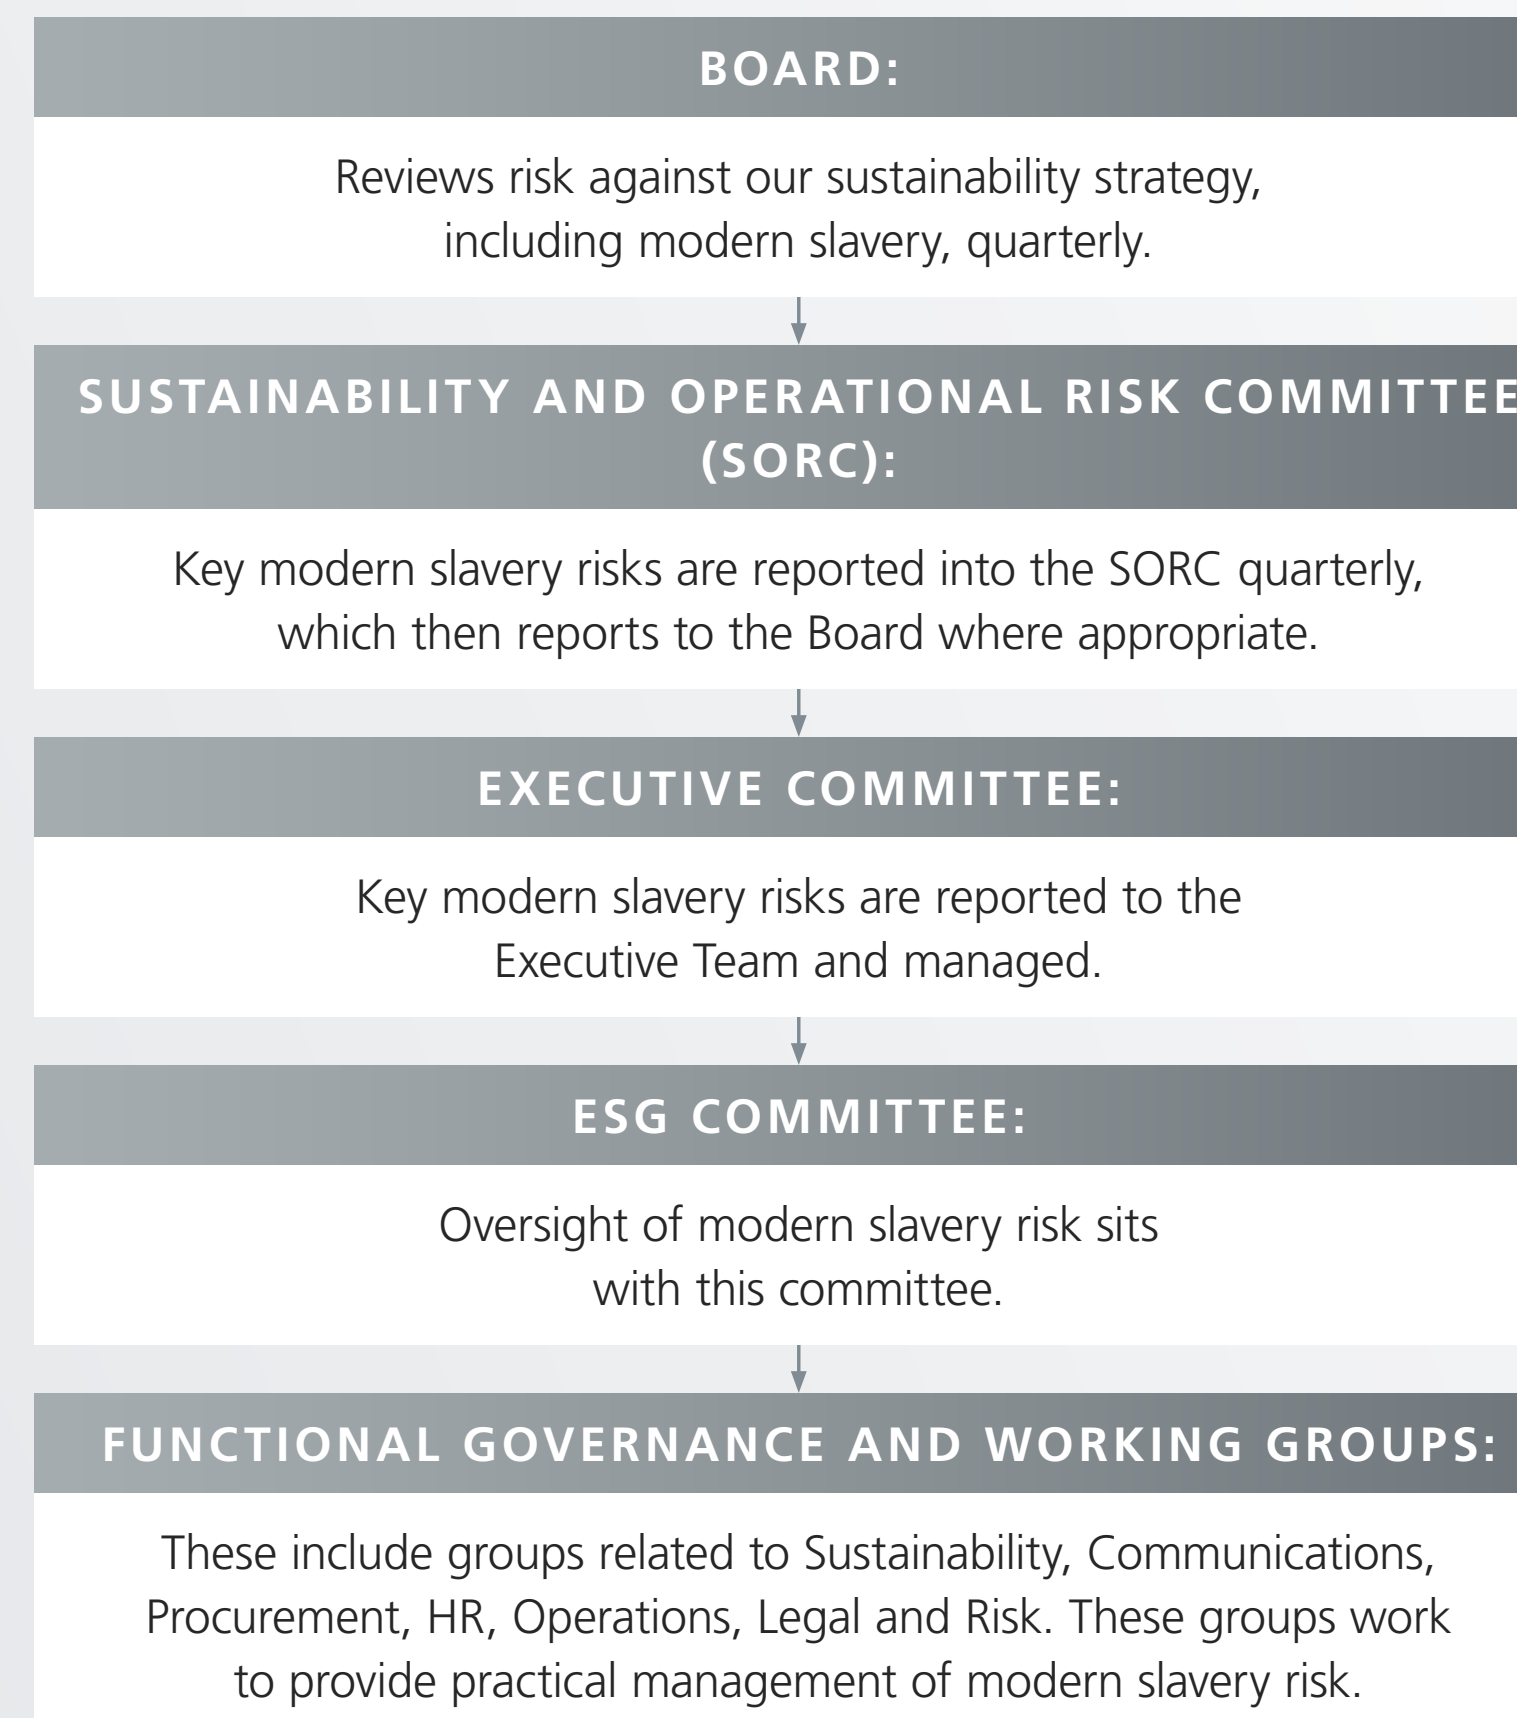 BOARD:
Reviews risk against our sustainability strategy,
including modern slavery, quarterly.
SUSTAINABILITY AND OPERATIONAL RISK COMMITTEE
(SORC):
Key modern slavery risks are reported into the SORC quarterly,
which then reports to the Board where appropriate.
EXECUTIVE COMMITTEE:
Key modern slavery risks are reported to the
Executive Team and managed.
ESG COMMITTEE:
Oversight of modern slavery risk sits
with this committee.
FUNCTIONAL GOVERNANCE AND WORKING GROUPS:
These include groups related to Sustainability, Communications,
Procurement, HR, Operations, Legal and Risk. These groups work
to provide practical management of modern slavery risk.